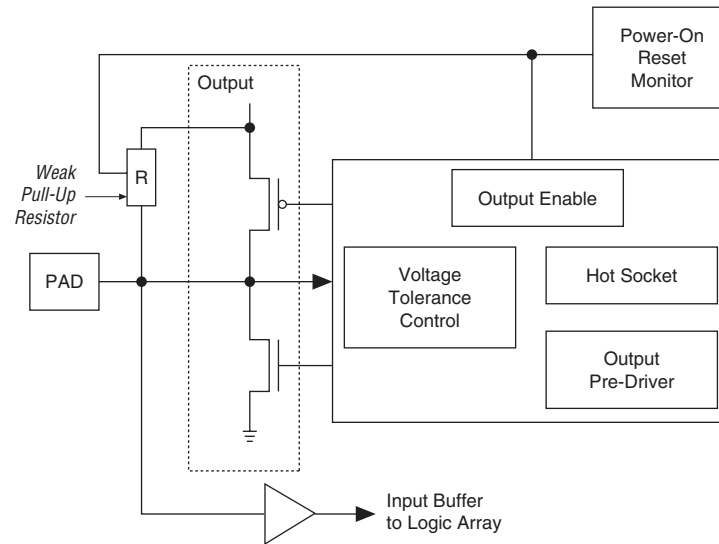 Power-On
Reset
Monitor
Output
Weak
Pull-Up
Resistor
R
Output Enable
PAD
Voltage
Tolerance
Control
Hot Socket
Output
Pre-Driver
Input Buffer
to Logic Array